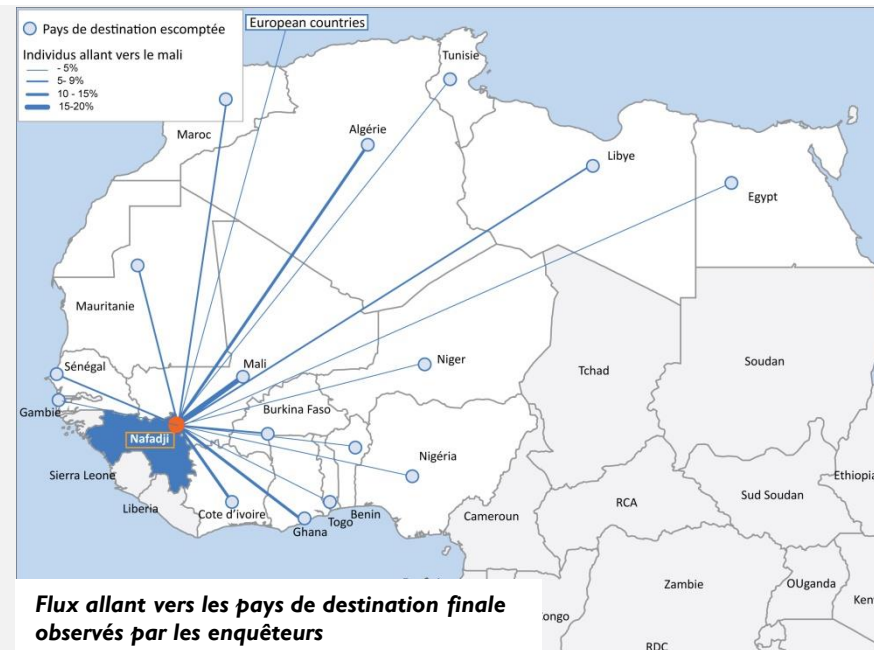 European countries
Pays de destination escomptée
Individus allant vers le mali
- 5%
5- 9%
10 - 15%
15-20%
Tunisie
Maroc
Algérie
Libye
Egypt
Mauritanie
Sénégal
Mali
Niger
Tchad
Soudan
Gambie
Burkina Faso
Nafadji
Nigéria
Sierra Leone
Ethiopia
Liberia
Cote d'ivoire
Ghana
Togo
Benin
Cameroun
RCA
Sud Soudan
Zambie
OUganda
Ken
ongo
RDC
Flux allant vers les pays de destination finale
observés par les enquêteurs